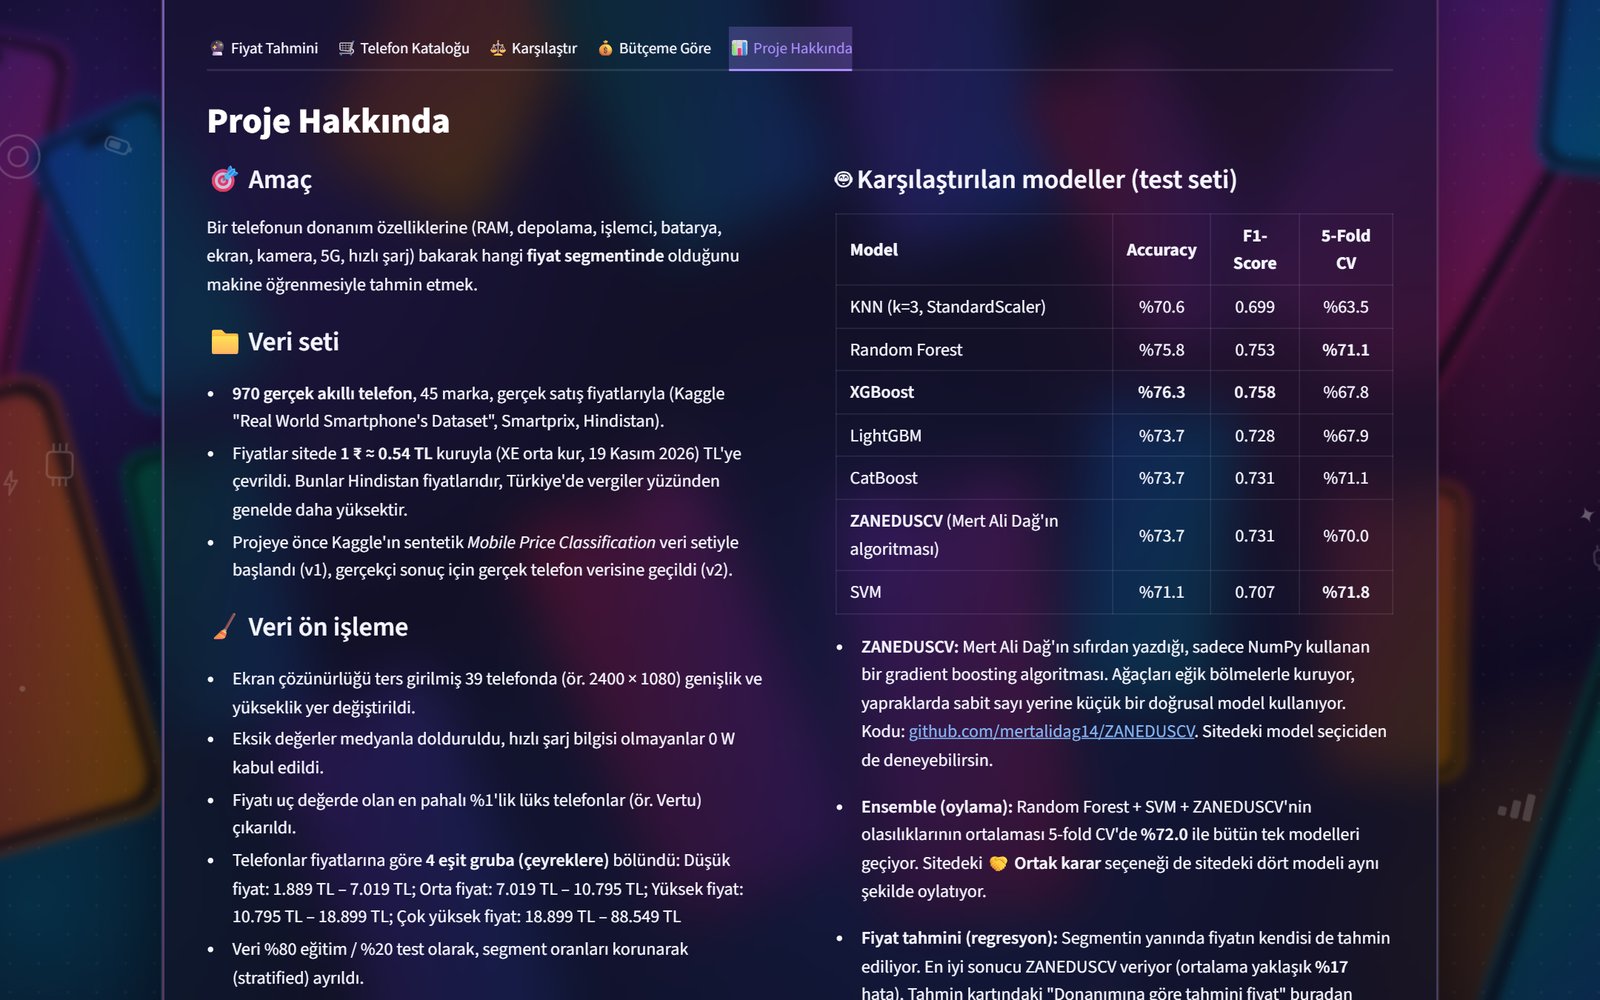 Fiyat Tahmini
Telefon Kataloğu
Karşılaştır
Bütçeme Göre
Proje Hakkında
Proje Hakkında
Amaç
Bir telefonun donanım özelliklerine (RAM, depolama, işlemci, batarya,
ekran, kamera, 5G, hızlı şarj) bakarak hangi fiyat segmentinde olduğunu
makine öğrenmesiyle tahmin etmek.
Veri seti
• 970 gerçek akıllı telefon, 45 marka, gerçek satış fiyatlarıyla (Kaggle
"Real World Smartphone's Dataset", Smartprix, Hindistan).
• Fiyatlar sitede 1 ₹ ≈ 0.54 TL kuruyla (XE orta kur, 19 Kasım 2026) TL'ye
çevrildi. Bunlar Hindistan fiyatlarıdır, Türkiye'de vergiler yüzünden
genelde daha yüksektir.
• Projeye önce Kaggle'ın sentetik Mobile Price Classification veri setiyle
başlandı (v1), gerçekçi sonuç için gerçek telefon verisine geçildi (v2).
Veri ön işleme
• Ekran çözünürlüğü ters girilmiş 39 telefonda (ör. 2400 × 1080) genişlik ve
yükseklik yer değiştirildi.
• Eksik değerler medyanla dolduruldu, hızlı şarj bilgisi olmayanlar 0 W
kabul edildi.
• Fiyatı uç değerde olan en pahalı %1'lik lüks telefonlar (ör. Vertu)
çıkarıldı.
• Telefonlar fiyatlarına göre 4 eşit gruba (çeyreklere) bölündü: Düşük
fiyat: 1.889 TL – 7.019 TL; Orta fiyat: 7.019 TL – 10.795 TL; Yüksek fiyat:
10.795 TL – 18.899 TL; Çok yüksek fiyat: 18.899 TL – 88.549 TL
• Veri %80 eğitim / %20 test olarak, segment oranları korunarak
(stratified) ayrıldı.
Karşılaştırılan modeller (test seti)
Model Accuracy F1-Score 5-Fold CV
KNN (k=3, StandardScaler) %70.6 0.699 %63.5
Random Forest %75.8 0.753 %71.1
XGBoost %76.3 0.758 %67.8
LightGBM %73.7 0.728 %67.9
CatBoost %73.7 0.731 %71.1
ZANEDUSCV (Mert Ali Dağ'ın algoritması) %73.7 0.731 %70.0
SVM %71.1 0.707 %71.8
• ZANEDUSCV: Mert Ali Dağ'ın sıfırdan yazdığı, sadece NumPy kullanan
bir gradient boosting algoritması. Ağaçları eğik bölmelerle kuruyor,
yapraklarda sabit sayı yerine küçük bir doğrusal model kullanıyor.
Kodu: github.com/mertalidag14/ZANEDUSCV. Sitedeki model seçiciden
de deneyebilirsin.
• Ensemble (oylama): Random Forest + SVM + ZANEDUSCV'nin
olasılıklarının ortalaması 5-fold CV'de %72.0 ile bütün tek modelleri
geçiyor. Sitedeki 🤝 Ortak karar seçeneği de sitedeki dört modeli aynı
şekilde oylatıyor.
• Fiyat tahmini (regresyon): Segmentin yanında fiyatın kendisi de tahmin
ediliyor. En iyi sonucu ZANEDUSCV veriyor (ortalama yaklaşık %17
hata). Tahmin kartındaki "Donanımına göre tahmini fiyat" buradan